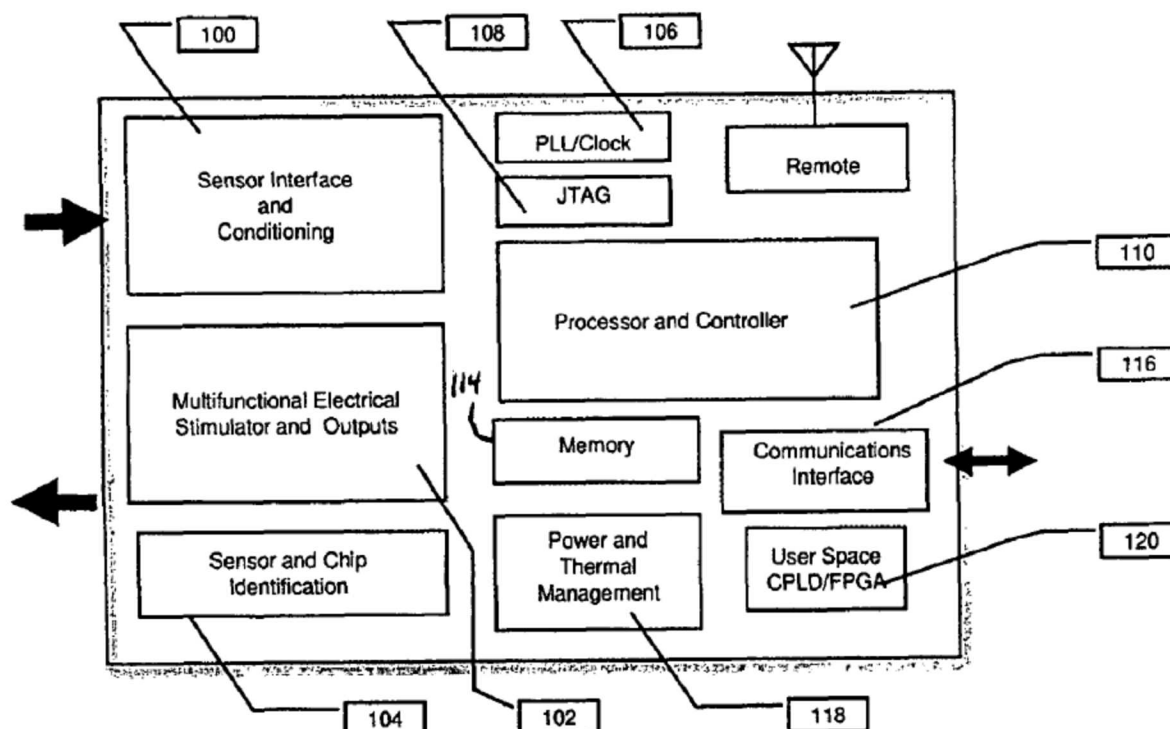 100
108
106
PLL/Clock
Remote
Sensor Interface
and
Conditioning
JTAG
110
Processor and Controller
116
Multifunctional Electrical
Stimulator and Outputs
114
Memory
Communications
Interface
Sensor and Chip
Identification
Power and
Thermal
Management
User Space
CPLD/FPGA
120
104
102
118